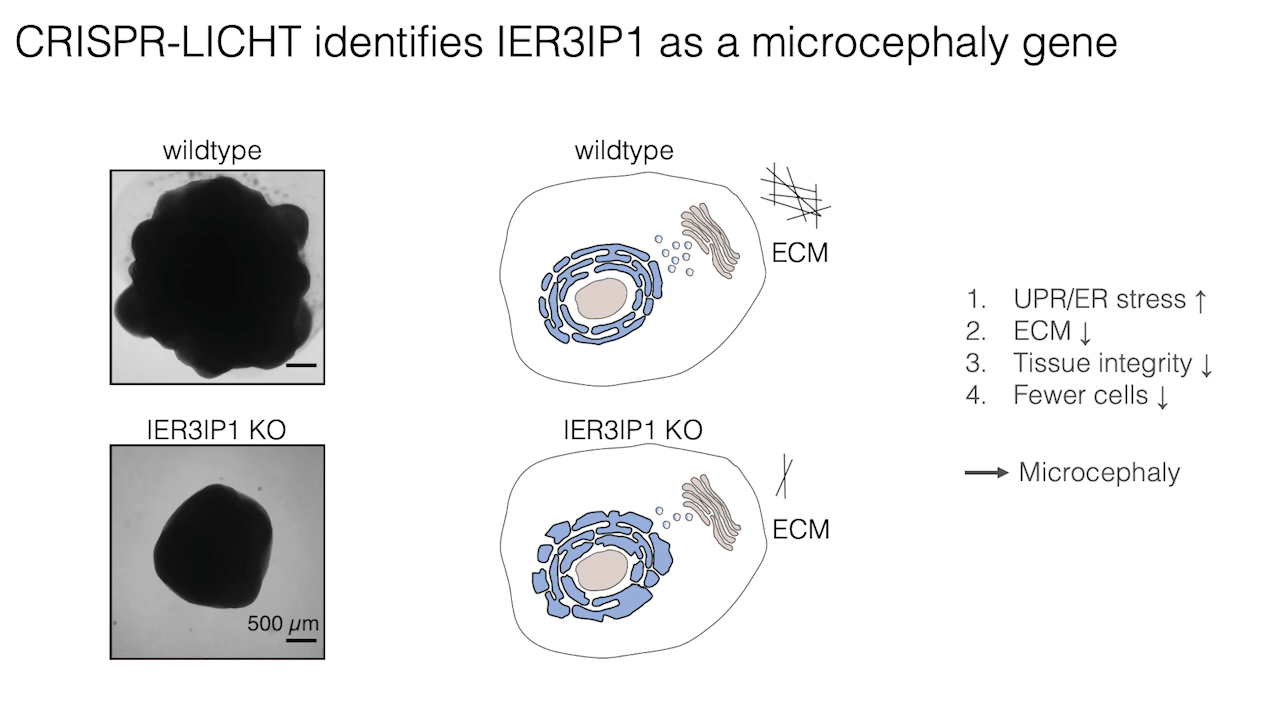 CRISPR-LICHT identifies IER3IP1 as a microcephaly gene
wildtype
IER3IP1 KO
500 µm
wildtype
ECM
IER3IP1 KO
ECM
1. UPR/ER stress ↑
2. ECM ↓
3. Tissue integrity ↓
4. Fewer cells ↓
→ Microcephaly